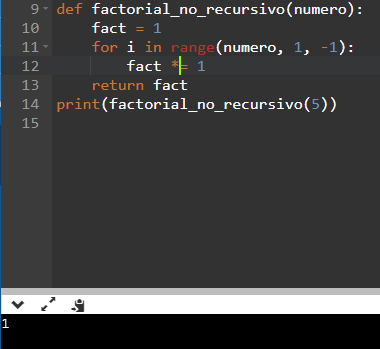 9 def factorial_no_recursivo(numero):
10 fact = 1
11 for i in range(numero, 1, -1):
12 fact *= 1
13 return fact
14 print(factorial_no_recursivo(5))
15
1